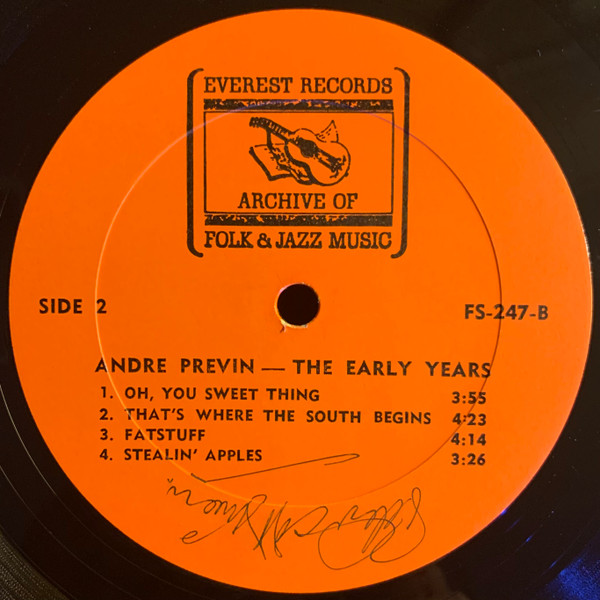 EVEREST RECORDS
ARCHIVE OF
FOLK & JAZZ MUSIC
SIDE 2
FS-247-B
ANDRE PREVIN — THE EARLY YEARS
1. OH, YOU SWEET THING 3:55
2. THAT'S WHERE THE SOUTH BEGINS 4:23
3. FATSTUFF 4:14
4. STEALIN' APPLES 3:26